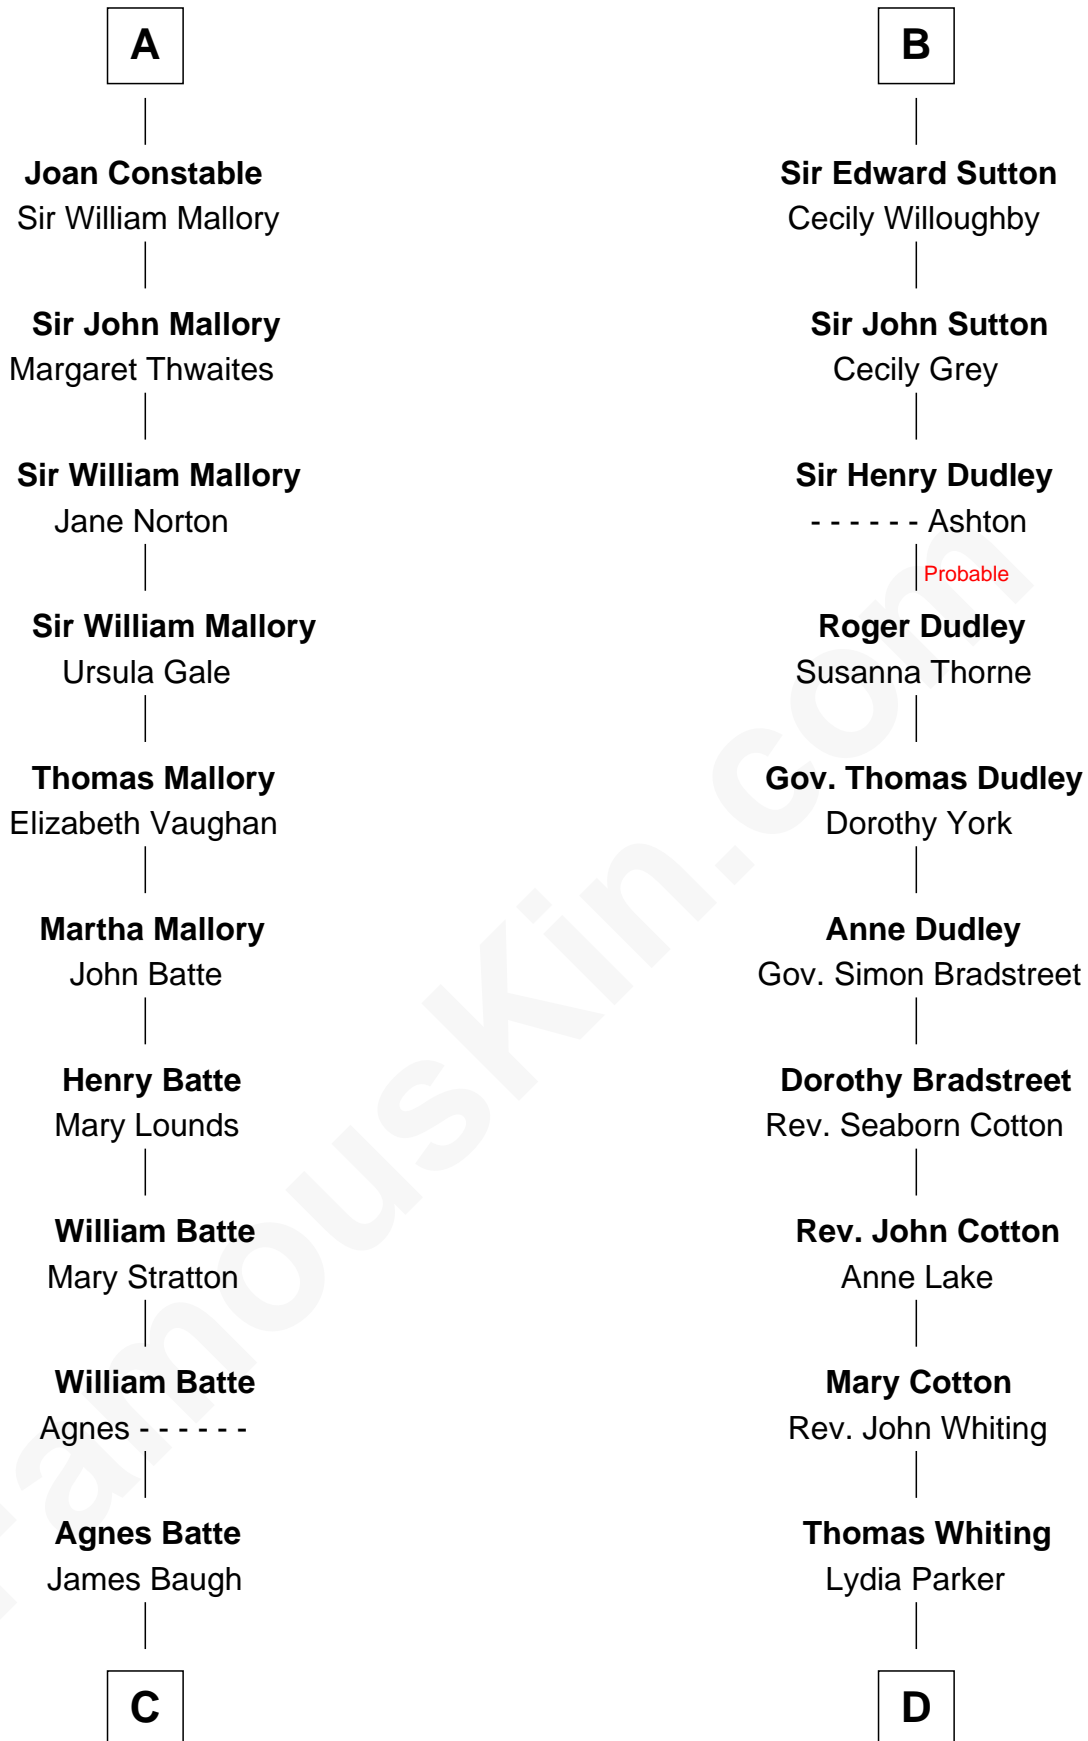 A
Joan Constable
Sir William Mallory
Sir John Mallory
Margaret Thwaites
Sir William Mallory
Jane Norton
Sir William Mallory
Ursula Gale
Thomas Mallory
Elizabeth Vaughan
Martha Mallory
John Batte
Henry Batte
Mary Lounds
William Batte
Mary Stratton
William Batte
Agnes - - - - - -
Agnes Batte
James Baugh
C
B
Sir Edward Sutton
Cecily Willoughby
Sir John Sutton
Cecily Grey
Sir Henry Dudley
- - - - - - Ashton
Probable
Roger Dudley
Susanna Thorne
Gov. Thomas Dudley
Dorothy York
Anne Dudley
Gov. Simon Bradstreet
Dorothy Bradstreet
Rev. Seaborn Cotton
Rev. John Cotton
Anne Lake
Mary Cotton
Rev. John Whiting
Thomas Whiting
Lydia Parker
D
FamousKin.com